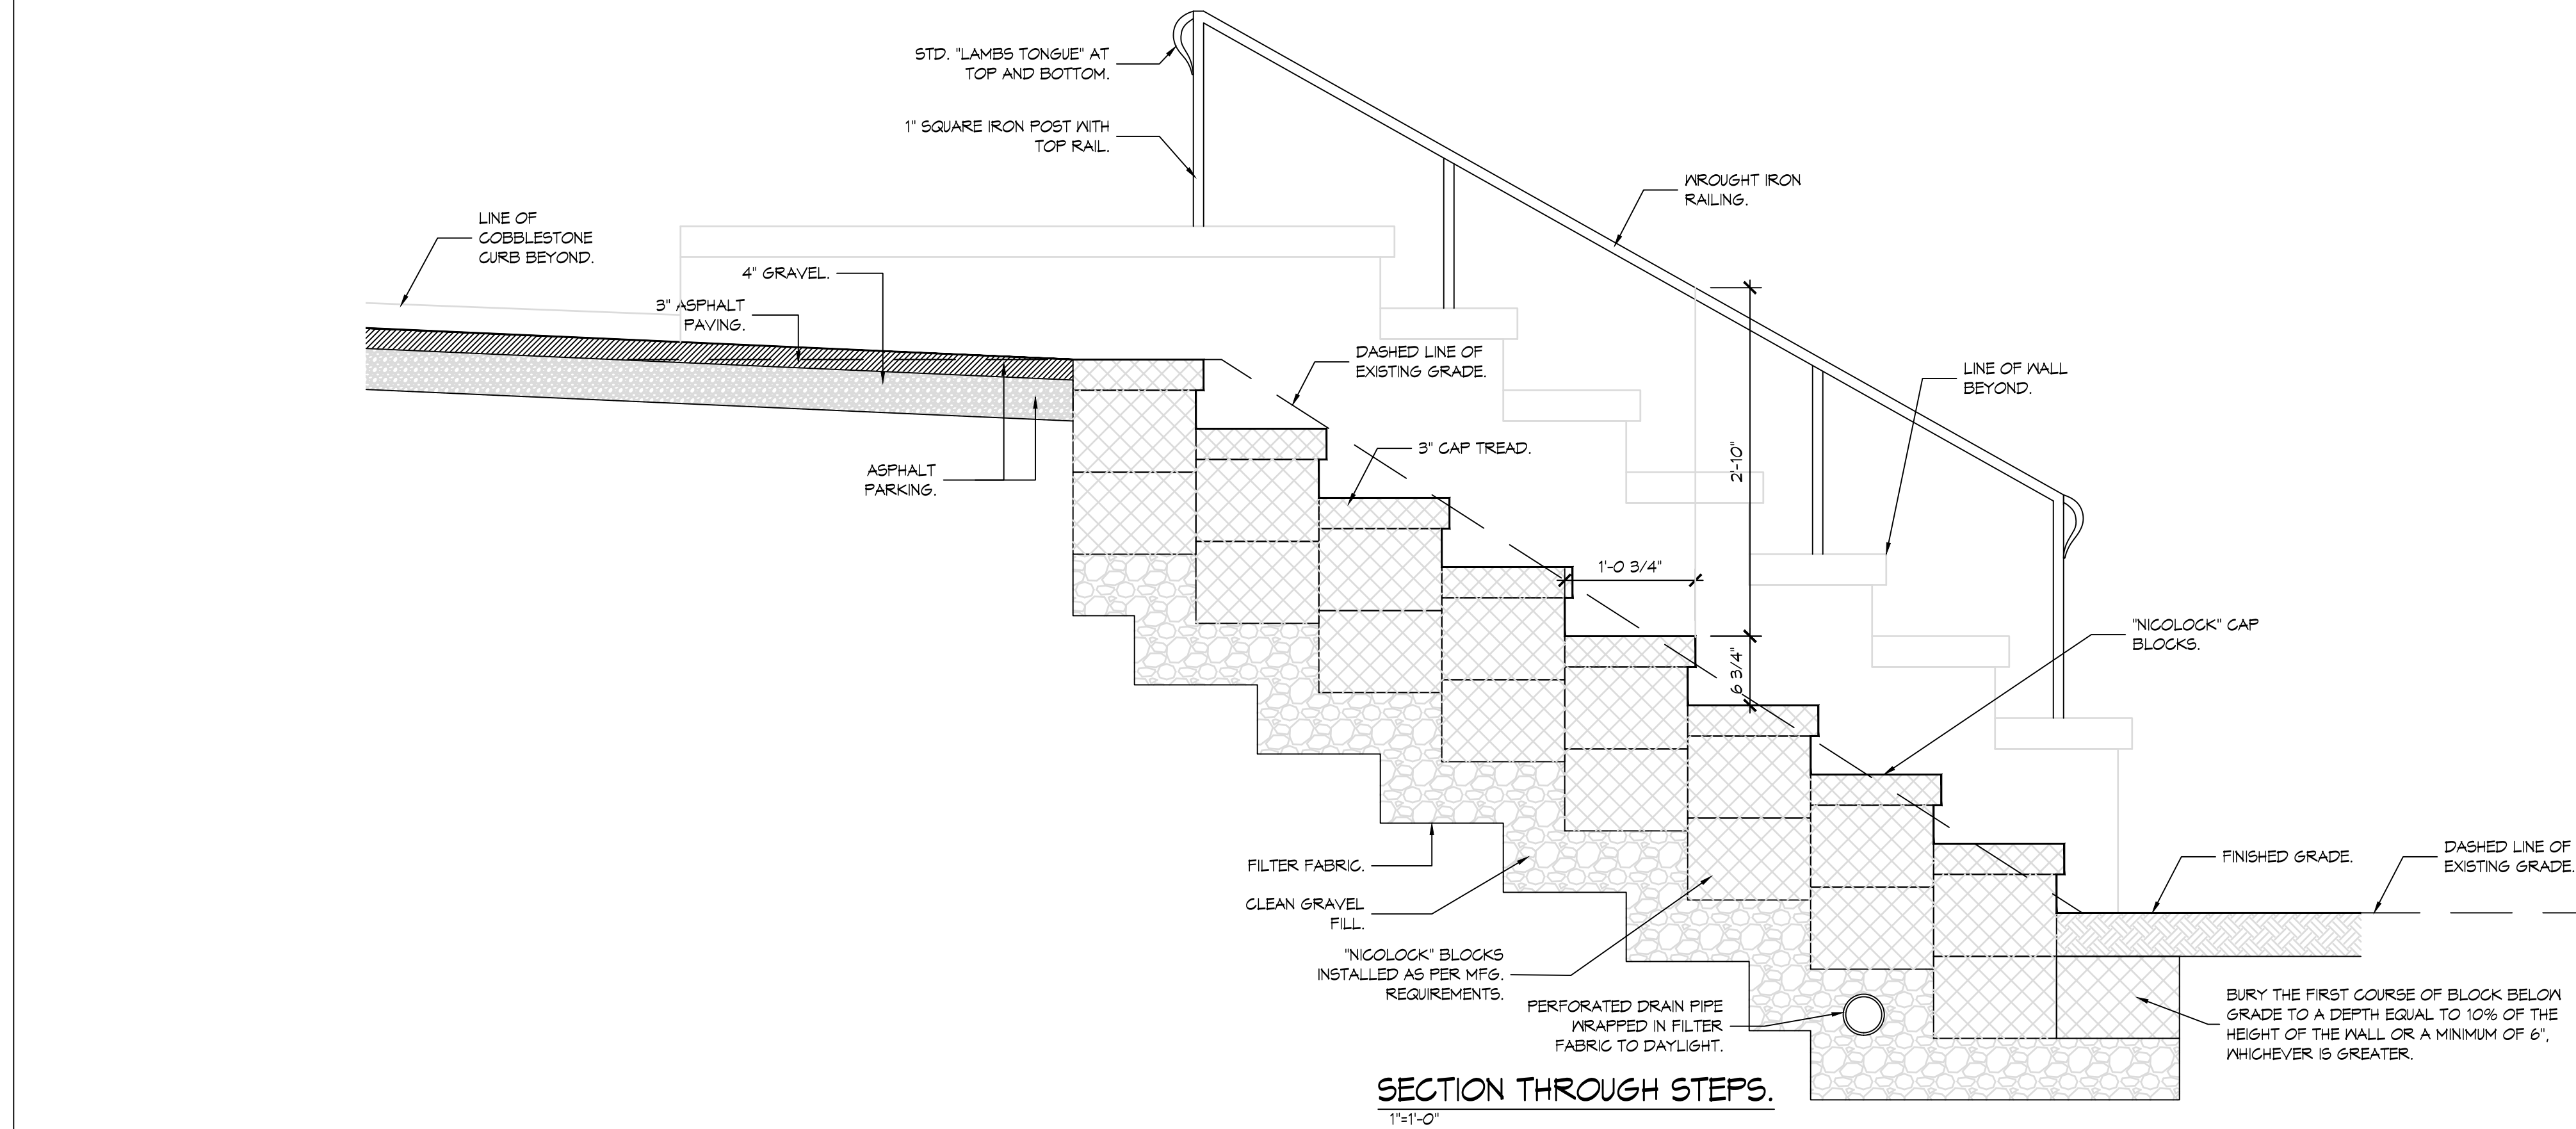 STD. "LAMBS TONGUE" AT
TOP AND BOTTOM.
1" SQUARE IRON POST WITH
TOP RAIL.
WROUGHT IRON
RAILING.
LINE OF
COBBLESTONE
CURB BEYOND.
4" GRAVEL.
3" ASPHALT
PAVING.
DASHED LINE OF
EXISTING GRADE.
LINE OF WALL
BEYOND.
3" CAP TREAD.
2'-10"
ASPHALT
PARKING.
1'-0 3/4"
"NICOLOCK" CAP
BLOCKS.
6 3/4"
FILTER FABRIC.
FINISHED GRADE.
DASHED LINE OF
EXISTING GRADE.
CLEAN GRAVEL
FILL.
"NICOLOCK" BLOCKS
INSTALLED AS PER MFG.
REQUIREMENTS.
PERFORATED DRAIN PIPE
WRAPPED IN FILTER
FABRIC TO DAYLIGHT.
BURY THE FIRST COURSE OF BLOCK BELOW
GRADE TO A DEPTH EQUAL TO 10% OF THE
HEIGHT OF THE WALL OR A MINIMUM OF 6",
WHICHEVER IS GREATER.
SECTION THROUGH STEPS.
1"=1'-0"